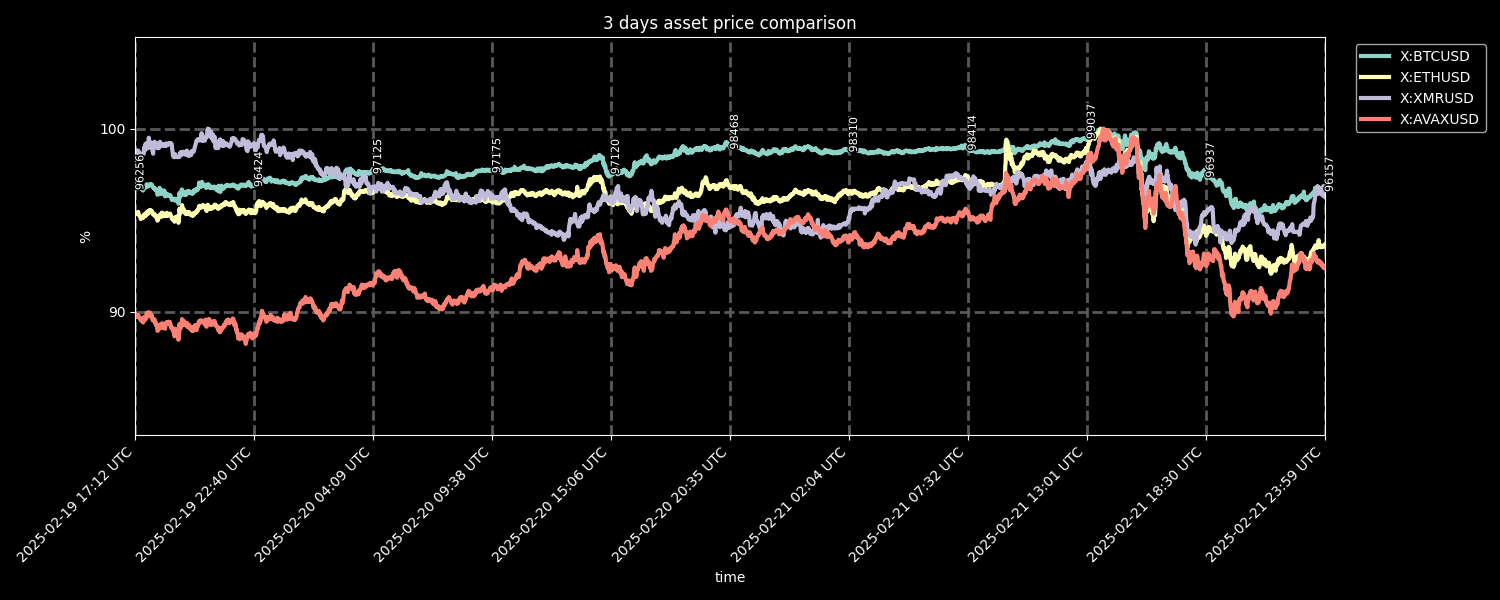 3 days asset price comparison
X:BTCUSD
X:ETHUSD
X:XMRUSD
X:AVAXUSD
100
90
%
96256
96424
97125
97175
97120
98468
98310
98414
99037
96937
96157
2025-02-19 17:12 UTC
2025-02-19 22:40 UTC
2025-02-20 04:09 UTC
2025-02-20 09:38 UTC
2025-02-20 15:06 UTC
2025-02-20 20:35 UTC
2025-02-21 02:04 UTC
2025-02-21 07:32 UTC
2025-02-21 13:01 UTC
2025-02-21 18:30 UTC
2025-02-21 23:59 UTC
time